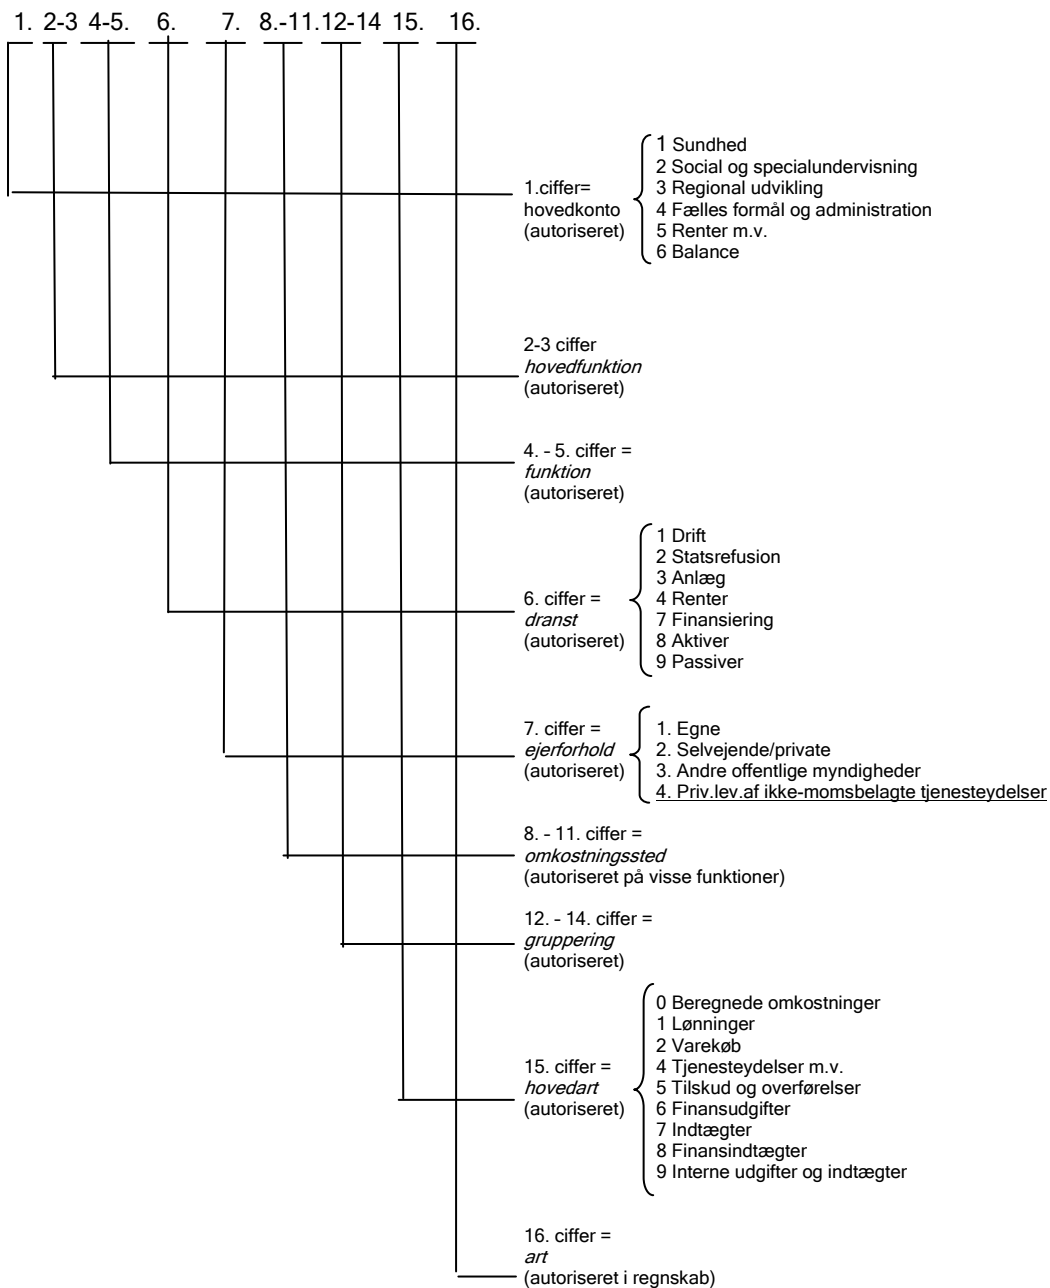 1. 2-3 4-5. 6. 7. 8.-11.12-14 15. 16.
1.ciffer=
hovedkonto
(autoriseret)
1 Sundhed
2 Social og specialundervisning
3 Regional udvikling
4 Fælles formål og administration
5 Renter m.v.
6 Balance
2-3 ciffer
hovedfunktion
(autoriseret)
4. - 5. ciffer =
funktion
(autoriseret)
6. ciffer =
dranst
(autoriseret)
1 Drift
2 Statsrefusion
3 Anlæg
4 Renter
7 Finansiering
8 Aktiver
9 Passiver
7. ciffer =
ejerforhold
(autoriseret)
1. Egne
2. Selvejende/private
3. Andre offentlige myndigheder
4. Priv.lev.af ikke-momsbelagte tjenesteydelser
8. - 11. ciffer =
omkostningssted
(autoriseret på visse funktioner)
12. - 14. ciffer =
gruppering
(autoriseret)
15. ciffer =
hovedart
(autoriseret)
0 Beregnede omkostninger
1 Lønninger
2 Varekøb
4 Tjenesteydelser m.v.
5 Tilskud og overførelser
6 Finansudgifter
7 Indtægter
8 Finansindtægter
9 Interne udgifter og indtægter
16. ciffer =
art
(autoriseret i regnskab)